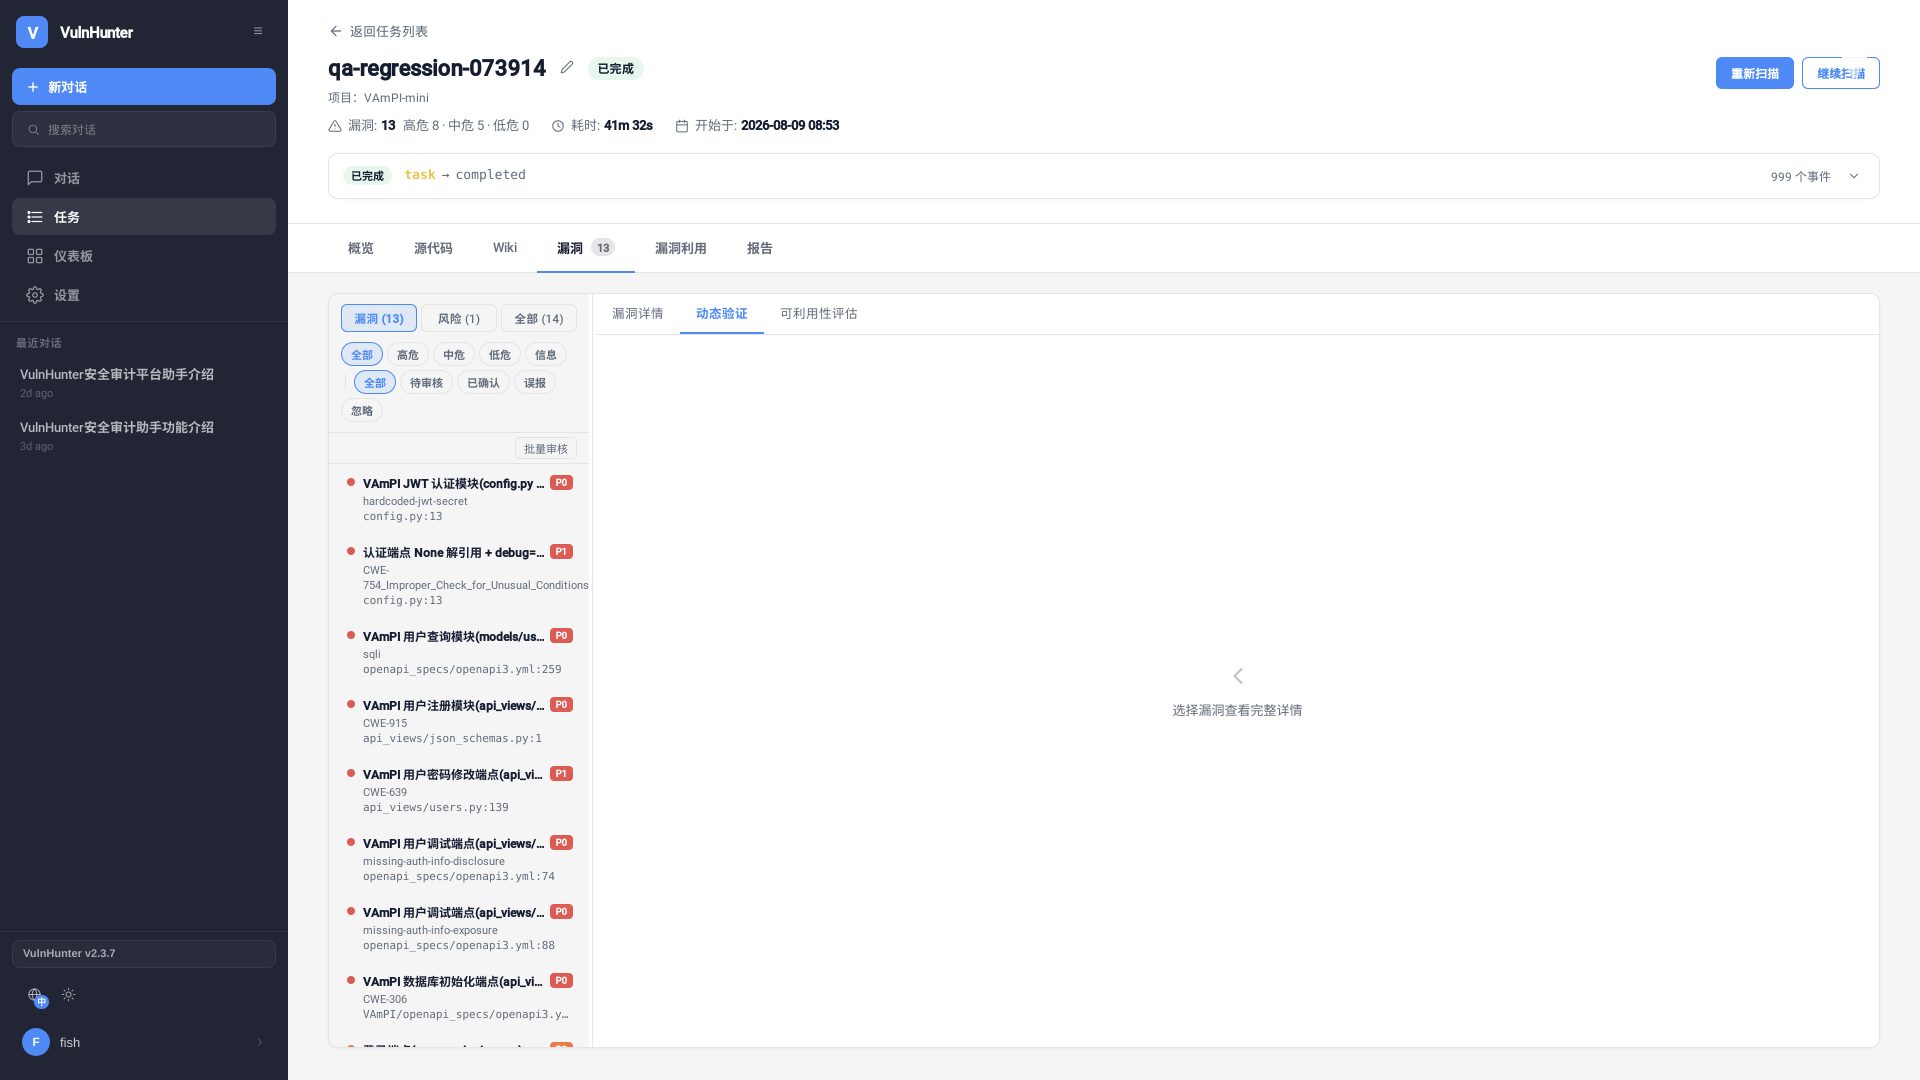 V VulnHunter
新对话
搜索对话
对话
任务
仪表板
设置
最近对话
VulnHunter安全审计平台助手介绍
2d ago
VulnHunter安全审计助手功能介绍
3d ago
VulnHunter v2.3.7
中
F fish
返回任务列表
qa-regression-073914 已完成
重新扫描 继续扫描
项目: VAmPI-mini
漏洞: 13 高危 8 · 中危 5 · 低危 0 耗时: 41m 32s 开始于: 2026-08-09 08:53
已完成 task → completed 999 个事件
概览 源代码 Wiki 漏洞 13 漏洞利用 报告
漏洞 (13) 风险 (1) 全部 (14)
全部 高危 中危 低危 信息
全部 待审核 已确认 误报
忽略
批量审核
VAmPI JWT 认证模块(config.py ... P0
hardcoded-jwt-secret
config.py:13
认证端点 None 解引用 + debug=... P1
CWE-
754_Improper_Check_for_Unusual_Conditions
config.py:13
VAmPI 用户查询模块(models/us... P0
sqli
openapi_specs/openapi3.yml:259
VAmPI 用户注册模块(api_views/... P0
CWE-915
api_views/json_schemas.py:1
VAmPI 用户密码修改端点(api_vi... P1
CWE-639
api_views/users.py:139
VAmPI 用户调试端点(api_views/... P0
missing-auth-info-disclosure
openapi_specs/openapi3.yml:74
VAmPI 用户调试端点(api_views/... P0
missing-auth-info-exposure
openapi_specs/openapi3.yml:88
VAmPI 数据库初始化端点(api_vi... P0
CWE-306
VAmPI/openapi_specs/openapi3.y…
漏洞详情 动态验证 可利用性评估
选择漏洞查看完整详情